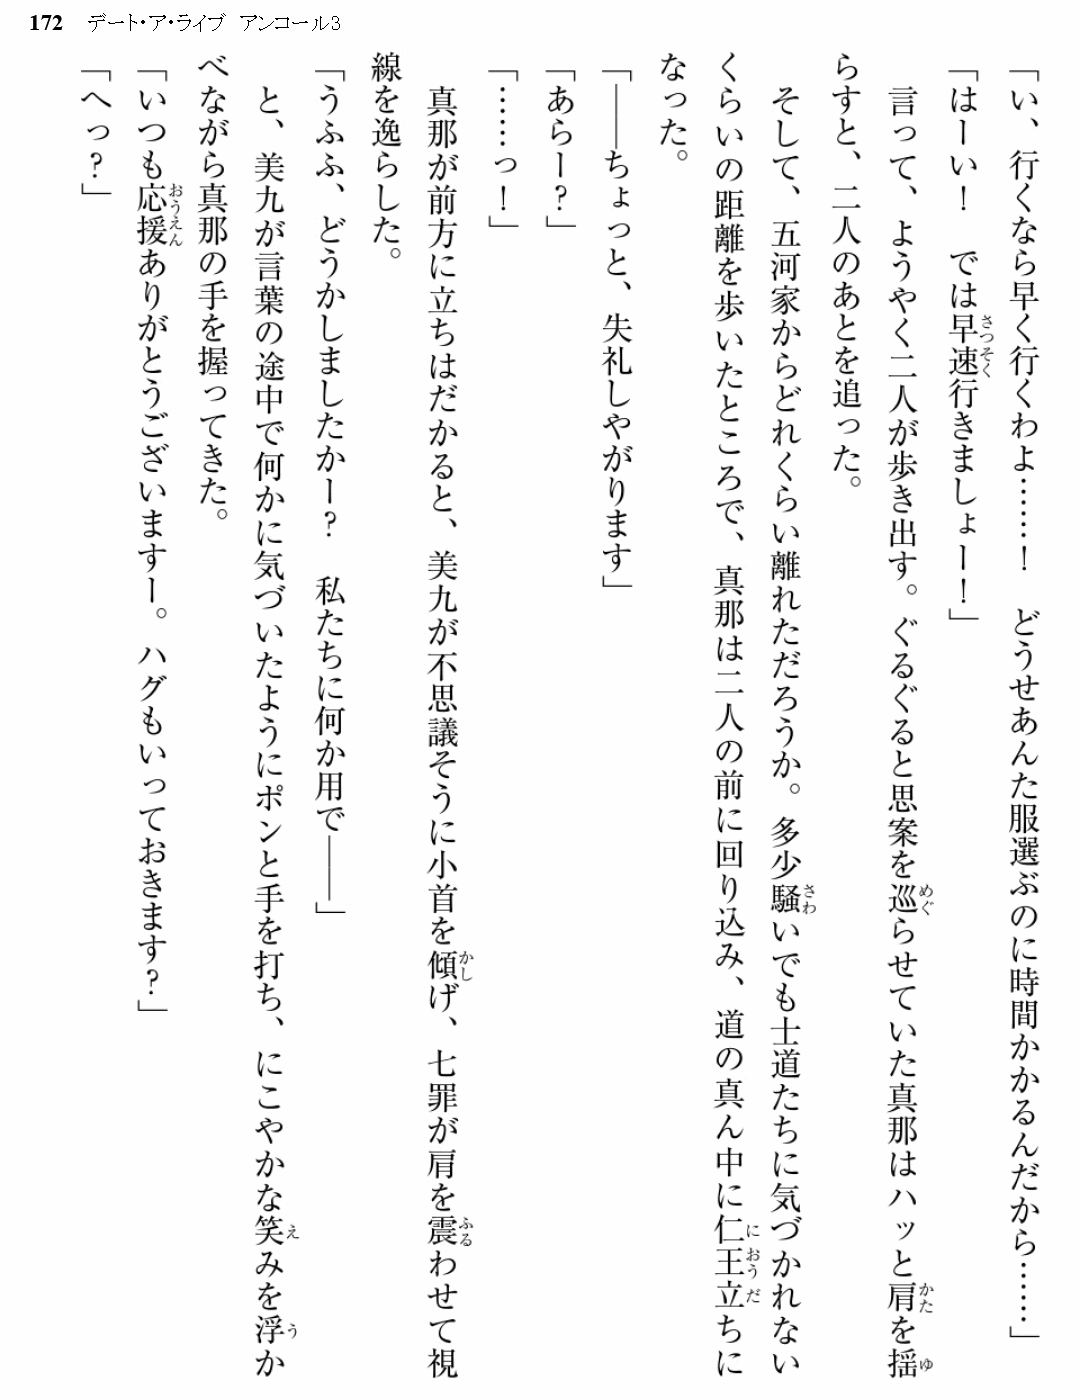 172 デート・ア・ライブ アンコール3
「い、行くなら早く行くわよ……！　どうせあんた服選ぶのに時間かかるんだから……」
「はーい！　では早速行きましょー！」
言って、ようやく二人が歩き出す。ぐるぐると思案を巡らせていた真那はハッと肩を揺
らすと、二人のあとを追った。
そして、五河家からどれくらい離れただろうか。多少騒いでも士道たちに気づかれない
くらいの距離を歩いたところで、真那は二人の前に回り込み、道の真ん中に仁王立ちに
なった。
「――ちょっと、失礼しやがります」
「あらー？」
「……っ！」
真那が前方に立ちはだかると、美九が不思議そうに小首を傾げ、七罪が肩を震わせて視
線を逸らした。
「うふふ、どうかしましたかー？　私たちに何か用で――」
と、美九が言葉の途中で何かに気づいたようにポンと手を打ち、にこやかな笑みを浮か
べながら真那の手を握ってきた。
「いつも応援ありがとうございますー。ハグもいっておきます？」
「へっ？」